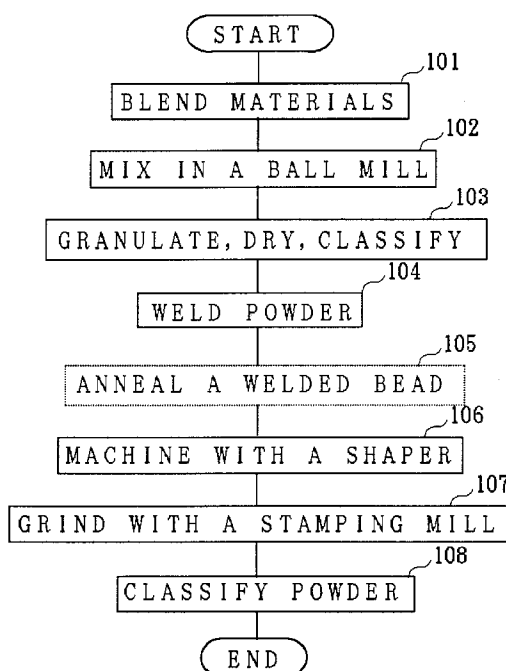 START
101
BLEND MATERIALS
102
MIX IN A BALL MILL
103
GRANULATE, DRY, CLASSIFY
104
WELD POWDER
105
ANNEAL A WELDED BEAD
106
MACHINE WITH A SHAPER
107
GRIND WITH A STAMPING MILL
108
CLASSIFY POWDER
END